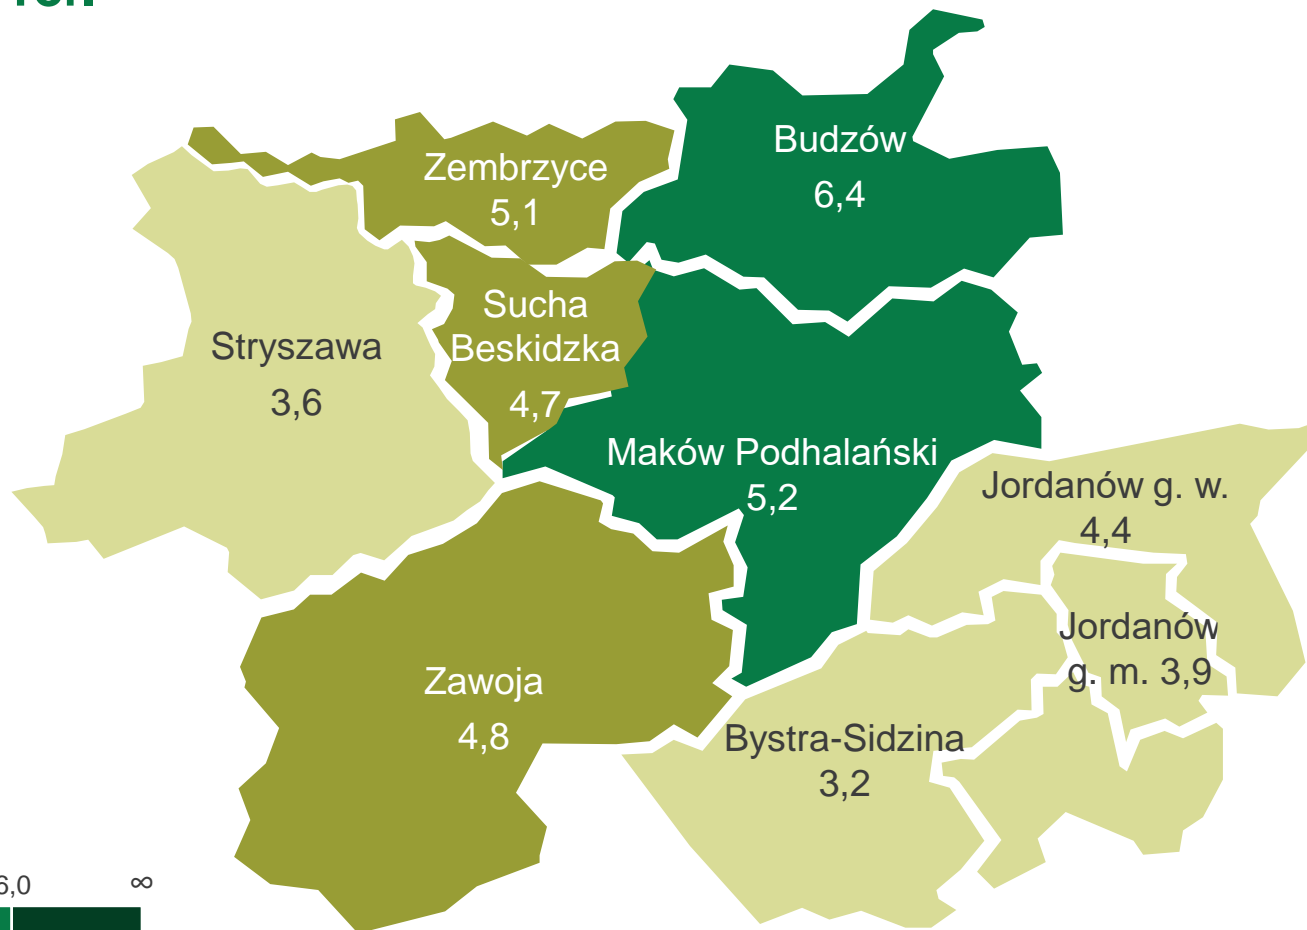 Budzów
6,4
Zembrzyce
5,1
Sucha
Beskidzka
4,7
Stryszawa
3,6
Maków Podhalański
5,2
Jordanów g. w.
4,4
Jordanów
g. m. 3,9
Zawoja
4,8
Bystra-Sidzina
3,2
6,0 ∞